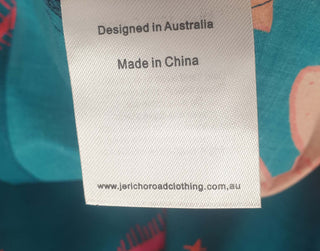 Designed in Australia
Made in China
www.jerichoroadclothing.com.au